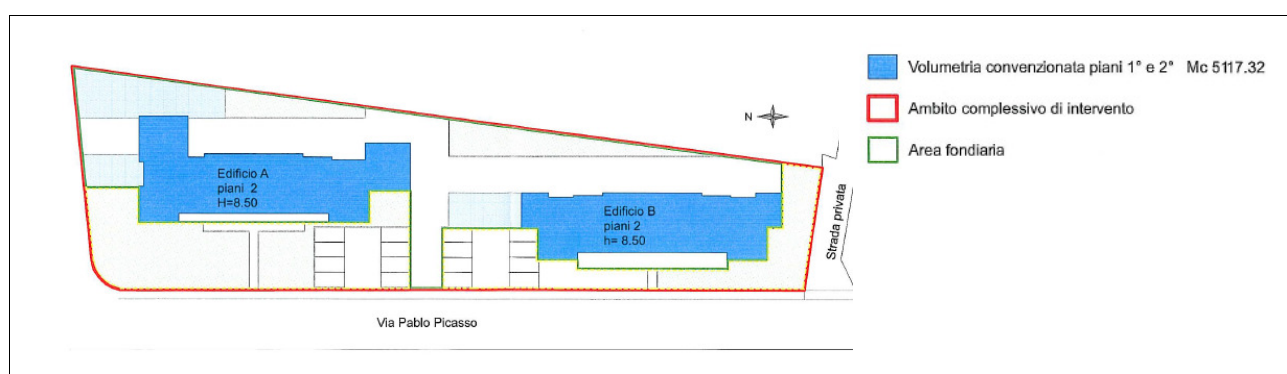 Volumetria convenzionata piani 1° e 2° Mc 5117.32
Ambito complessivo di intervento
Area fondiaria
N
Edificio A
piani 2
H=8.50
Edificio B
piani 2
h= 8.50
Strada privata
Via Pablo Picasso